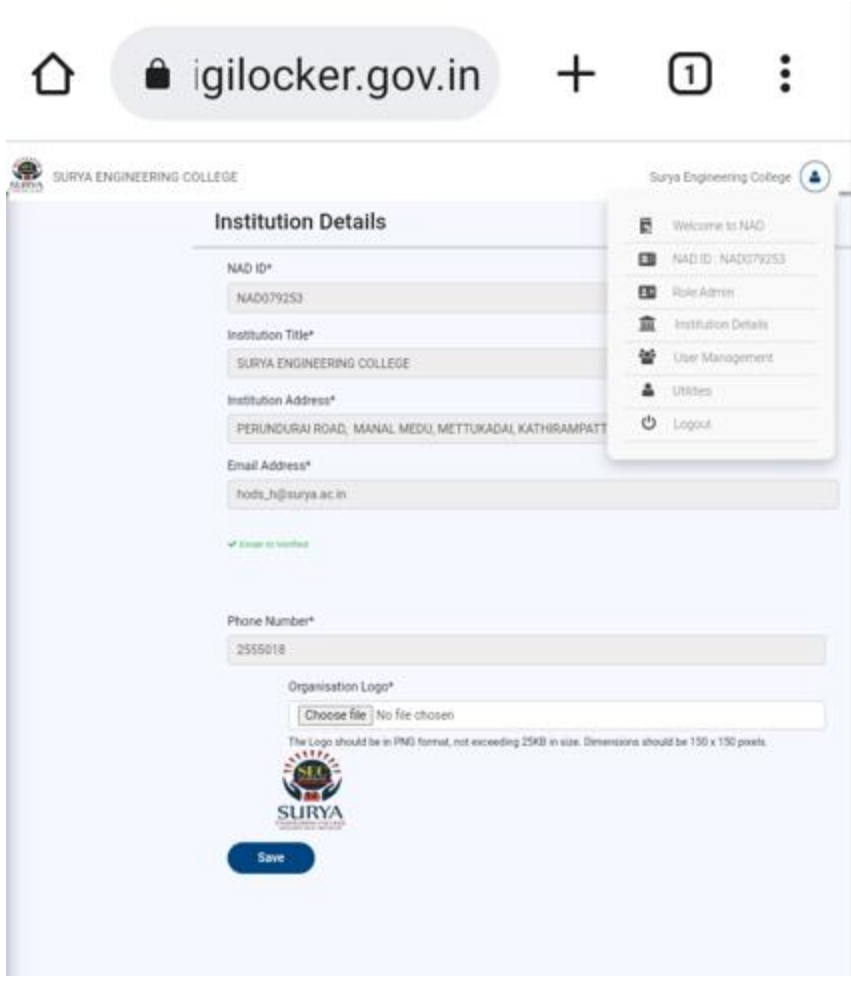 igilocker.gov.in
1
SURYA
SURYA ENGINEERING COLLEGE
Surya Engineering College
Institution Details
Welcome to NAD
NAD ID : NAD079253
Role:Admin
Institution Details
User Management
Utilities
Logout
NAD ID*
NAD079253
Institution Title*
SURYA ENGINEERING COLLEGE
Institution Address*
PERUNDURAI ROAD, MANAL MEDU, METTUKADAI, KATHIRAMPATT
Email Address*
hods_h@surya.ac.in
Verified
Phone Number*
2555018
Organisation Logo*
Choose file No file chosen
The Logo should be in PNG format, not exceeding 25KB in size. Dimensions should be 150 x 150 pixels.
SEC
SURYA
Save